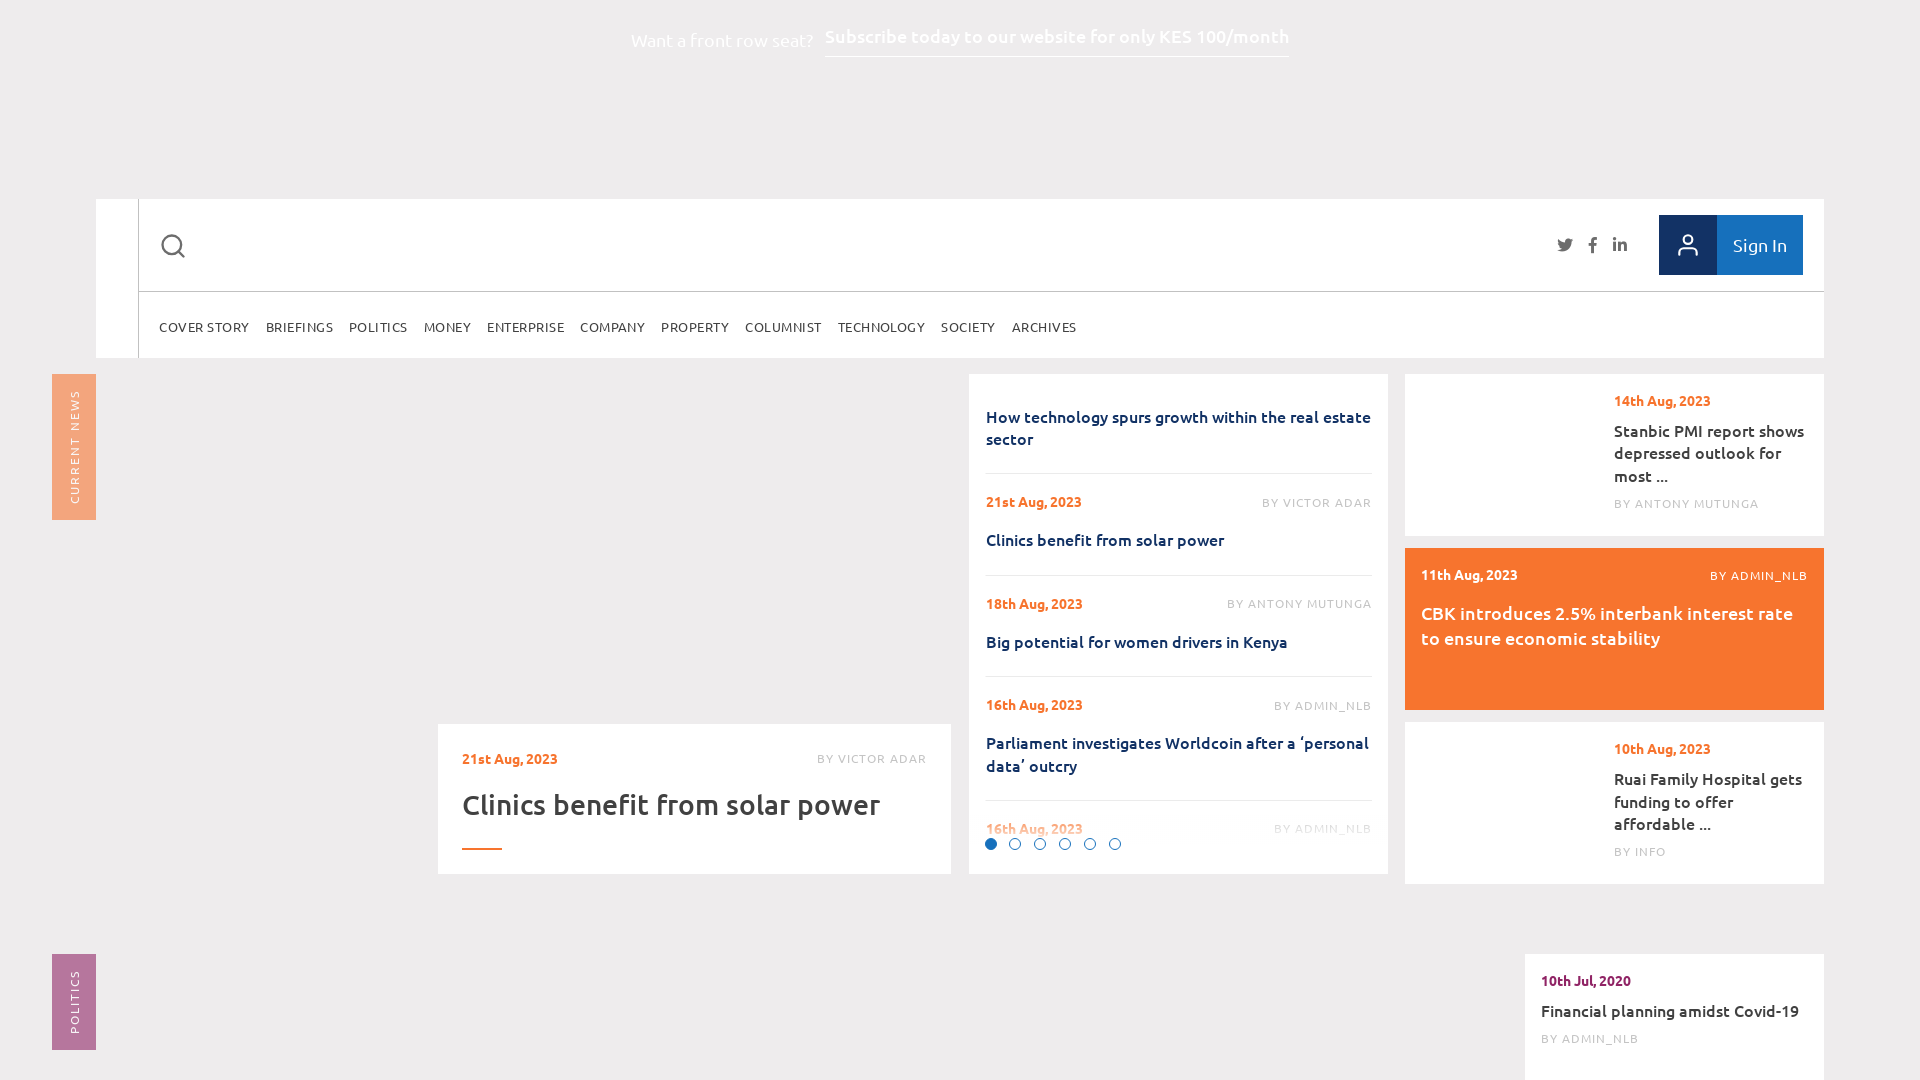 Want a front row seat? Subscribe today to our website for only KES 100/month
Sign In
COVER STORY BRIEFINGS POLITICS MONEY ENTERPRISE COMPANY PROPERTY COLUMNIST TECHNOLOGY SOCIETY ARCHIVES
CURRENT NEWS
21st Aug, 2023 BY VICTOR ADAR
Clinics benefit from solar power
How technology spurs growth within the real estate
sector
21st Aug, 2023 BY VICTOR ADAR
Clinics benefit from solar power
18th Aug, 2023 BY ANTONY MUTUNGA
Big potential for women drivers in Kenya
16th Aug, 2023 BY ADMIN_NLB
Parliament investigates Worldcoin after a ‘personal
data’ outcry
16th Aug, 2023 BY ADMIN_NLB
14th Aug, 2023
Stanbic PMI report shows
depressed outlook for
most ...
BY ANTONY MUTUNGA
11th Aug, 2023 BY ADMIN_NLB
CBK introduces 2.5% interbank interest rate
to ensure economic stability
10th Aug, 2023
Ruai Family Hospital gets
funding to offer
affordable ...
BY INFO
POLITICS
10th Jul, 2020
Financial planning amidst Covid-19
BY ADMIN_NLB